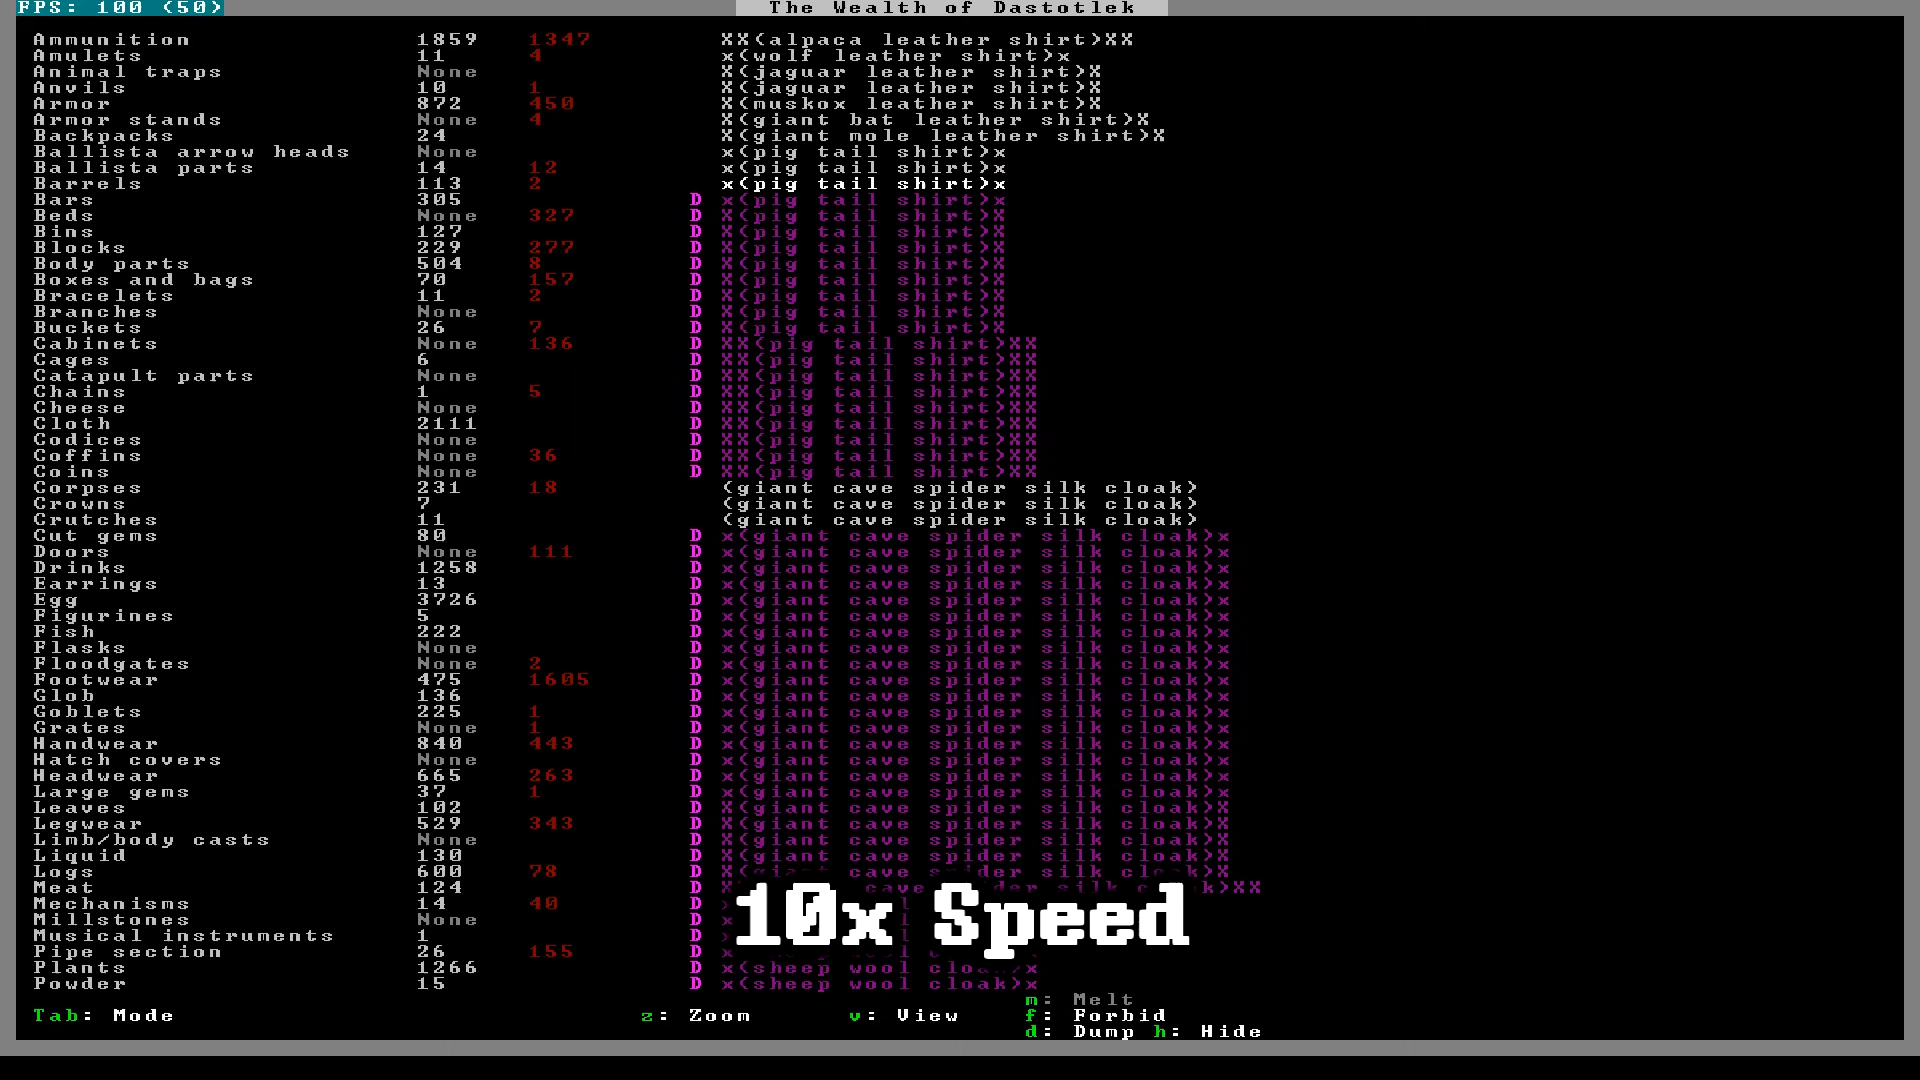 FPS: 100 (50) The Wealth of Dastotlek
Ammunition 1859 1347 XX(alpaca leather shirt)XX
Amulets 11 4 x(wolf leather shirt)x
Animal traps None X(jaguar leather shirt)X
Anvils 10 1 X(jaguar leather shirt)X
Armor 872 450 X(muskox leather shirt)X
Armor stands None 4 X(giant bat leather shirt)X
Backpacks 24 X(giant mole leather shirt)X
Ballista arrow heads None x(pig tail shirt)x
Ballista parts 14 12 x(pig tail shirt)x
Barrels 113 2 x(pig tail shirt)x
Bars 305 D x(pig tail shirt)x
Beds None 327 D X(pig tail shirt)X
Bins 127 D X(pig tail shirt)X
Blocks 229 277 D X(pig tail shirt)X
Body parts 504 8 D X(pig tail shirt)X
Boxes and bags 70 157 D X(pig tail shirt)X
Bracelets 11 2 D X(pig tail shirt)X
Branches None D X(pig tail shirt)X
Buckets 26 7 D X(pig tail shirt)X
Cabinets None 136 D XX(pig tail shirt)XX
Cages 6 D XX(pig tail shirt)XX
Catapult parts None D XX(pig tail shirt)XX
Chains 1 5 D XX(pig tail shirt)XX
Cheese None D XX(pig tail shirt)XX
Cloth 2111 D XX(pig tail shirt)XX
Codices None D XX(pig tail shirt)XX
Coffins None 36 D XX(pig tail shirt)XX
Coins None D XX(pig tail shirt)XX
Corpses 231 18 (giant cave spider silk cloak)
Crowns 7 (giant cave spider silk cloak)
Crutches 11 (giant cave spider silk cloak)
Cut gems 80 D x(giant cave spider silk cloak)x
Doors None 111 D x(giant cave spider silk cloak)x
Drinks 1258 D x(giant cave spider silk cloak)x
Earrings 13 D x(giant cave spider silk cloak)x
Egg 3726 D x(giant cave spider silk cloak)x
Figurines 5 D x(giant cave spider silk cloak)x
Fish 222 D x(giant cave spider silk cloak)x
Flasks None D x(giant cave spider silk cloak)x
Floodgates None 2 D x(giant cave spider silk cloak)x
Footwear 475 1605 D x(giant cave spider silk cloak)x
Glob 136 D x(giant cave spider silk cloak)x
Goblets 225 1 D x(giant cave spider silk cloak)x
Grates None 1 D x(giant cave spider silk cloak)x
Handwear 840 443 D x(giant cave spider silk cloak)x
Hatch covers None D x(giant cave spider silk cloak)x
Headwear 665 263 D x(giant cave spider silk cloak)x
Large gems 37 1 D x(giant cave spider silk cloak)x
Leaves 102 D X(giant cave spider silk cloak)X
Legwear 529 343 D X(giant cave spider silk cloak)X
Limb/body casts None D X(giant cave spider silk cloak)X
Liquid 130 D X(giant cave spider silk cloak)X
Logs 600 78 D X(giant cave spider silk cloak)X
Meat 124 D cave spider silk
Mechanisms 14 40 D
Millstones None D
Musical instruments 1 D
10x Speed
Pipe section 26 155 D
Plants 1266 D x(sheep wool
Powder 15 D x(sheep wool cloak)x
m: Melt
Tab: Mode z: Zoom v: View f: Forbid
d: Dump h: Hide